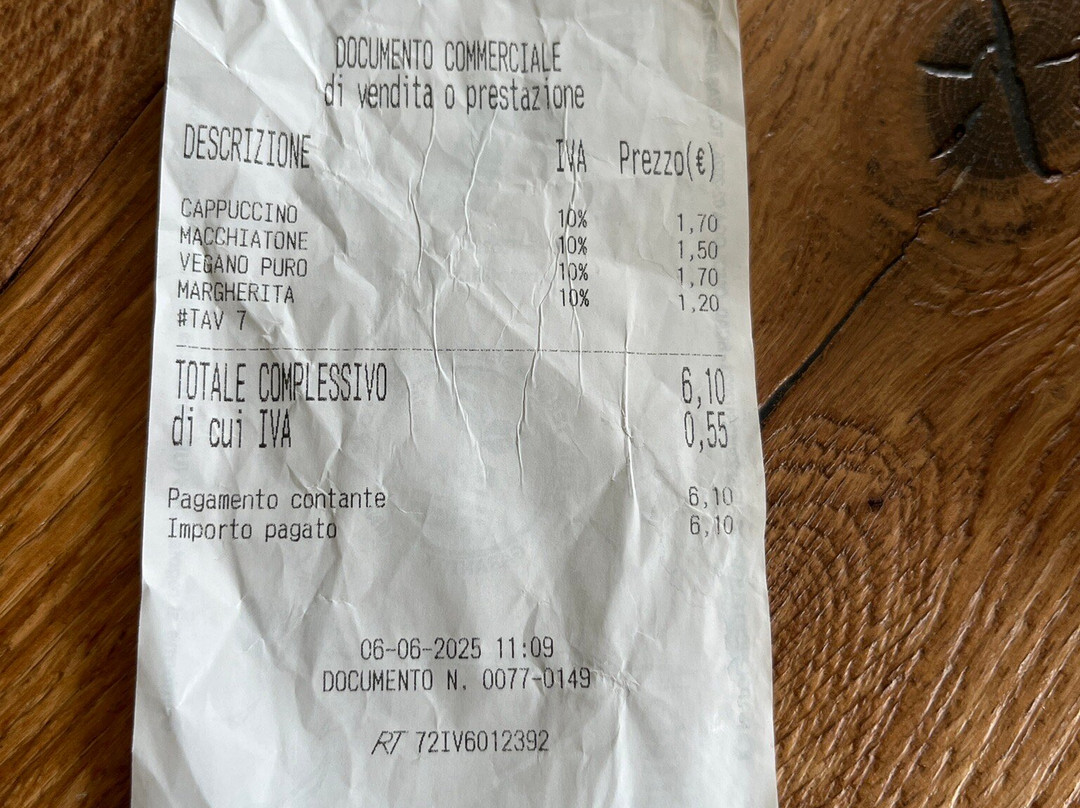 DOCUMENTO COMMERCIALE
di vendita o prestazione
DESCRIZIONE IVA Prezzo(€)
CAPPUCCINO 10% 1,70
MACCHIATONE 10% 1,50
VEGANO PURO 10% 1,70
MARGHERITA 10% 1,20
#TAV 7
TOTALE COMPLESSIVO 6,10
di cui IVA 0,55
Pagamento contante 6,10
Importo pagato 6,10
06-06-2025 11:09
DOCUMENTO N. 0077-0149
RT 72IV6012392